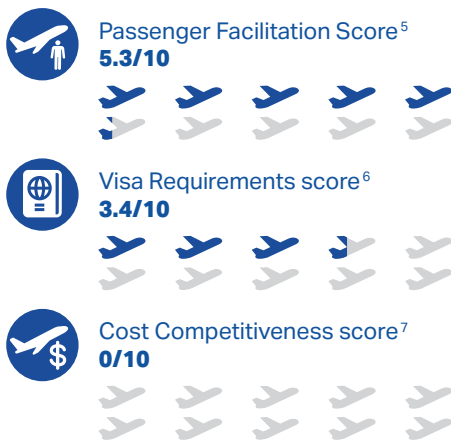 Passenger Facilitation Score⁵
5.3/10
Visa Requirements score⁶
3.4/10
$
Cost Competitiveness score⁷
0/10